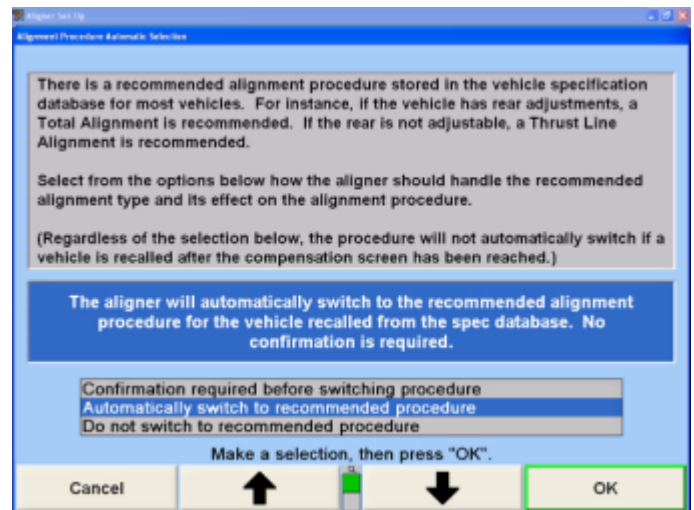 Aligner Set Up
Alignment Procedure Automatic Selection
There is a recommended alignment procedure stored in the vehicle specification
database for most vehicles. For instance, if the vehicle has rear adjustments, a
Total Alignment is recommended. If the rear is not adjustable, a Thrust Line
Alignment is recommended.
Select from the options below how the aligner should handle the recommended
alignment type and its effect on the alignment procedure.
(Regardless of the selection below, the procedure will not automatically switch if a
vehicle is recalled after the compensation screen has been reached.)
The aligner will automatically switch to the recommended alignment
procedure for the vehicle recalled from the spec database. No
confirmation is required.
Confirmation required before switching procedure
Automatically switch to recommended procedure
Do not switch to recommended procedure
Make a selection, then press "OK".
Cancel
OK